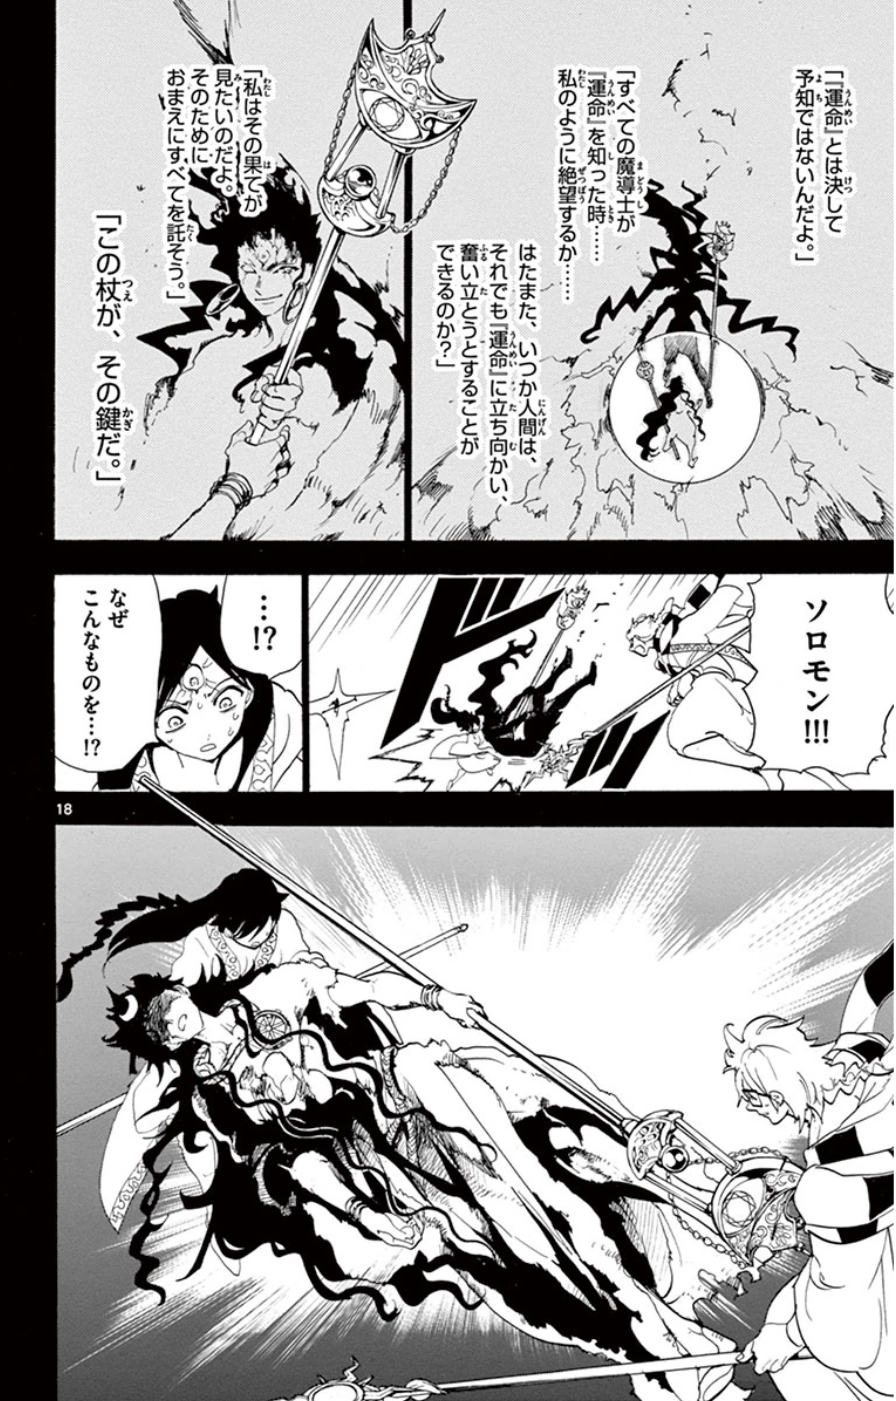 「『運命』とは決して
予知ではないんだよ。」
「すべての魔導士が
『運命』を知った時……
私のように絶望するか……
はたまた、いつか人間は、
それでも『運命』に立ち向かい、
奮い立とうとすることが
できるのか?」
「私はその果てが
見たいのだよ。
そのために
おまえにすべてを託そう。」
「この杖が、その鍵だ。」
ソロモン!!!
ドッ
…!?
なぜ
こんなものを…!?
18